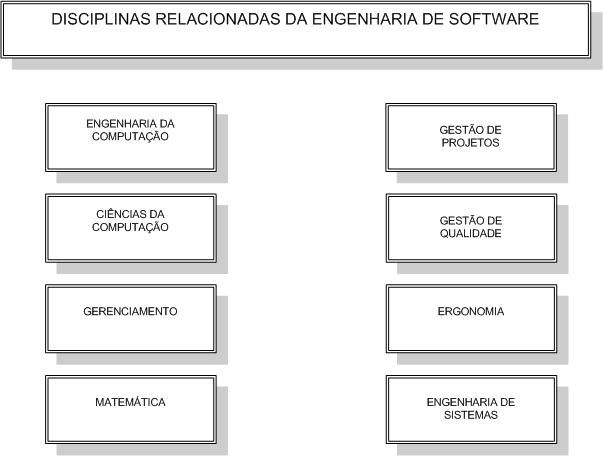 DISCIPLINAS RELACIONADAS DA ENGENHARIA DE SOFTWARE
ENGENHARIA DA
COMPUTAÇÃO
GESTÃO DE
PROJETOS
CIÊNCIAS DA
COMPUTAÇÃO
GESTÃO DE
QUALIDADE
GERENCIAMENTO
ERGONOMIA
MATEMÁTICA
ENGENHARIA DE
SISTEMAS